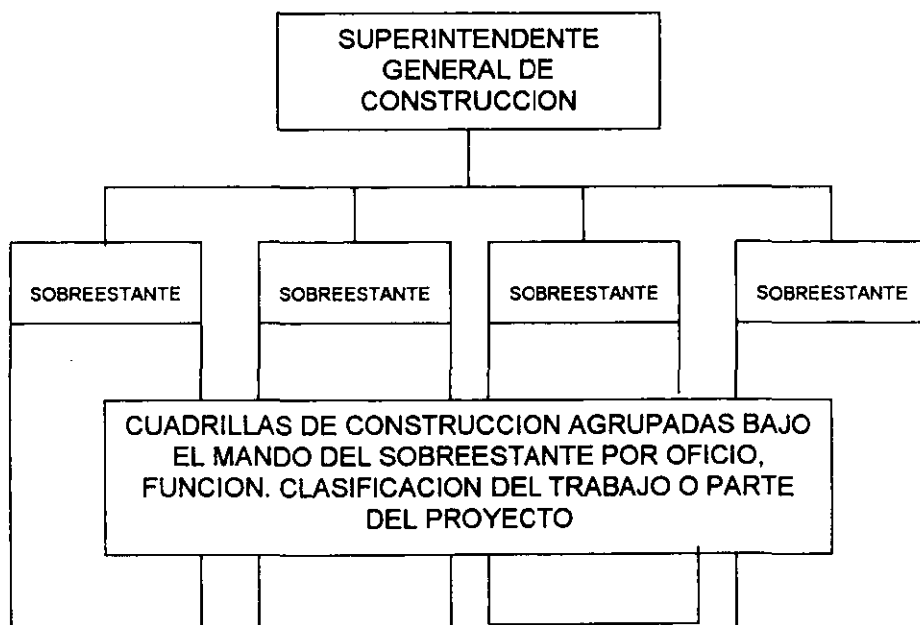 SUPERINTENDENTE
GENERAL DE
CONSTRUCCION
SOBREESTANTE
SOBREESTANTE
SOBREESTANTE
SOBREESTANTE
CUADRILLAS DE CONSTRUCCION AGRUPADAS BAJO
EL MANDO DEL SOBREESTANTE POR OFICIO,
FUNCION. CLASIFICACION DEL TRABAJO O PARTE
DEL PROYECTO